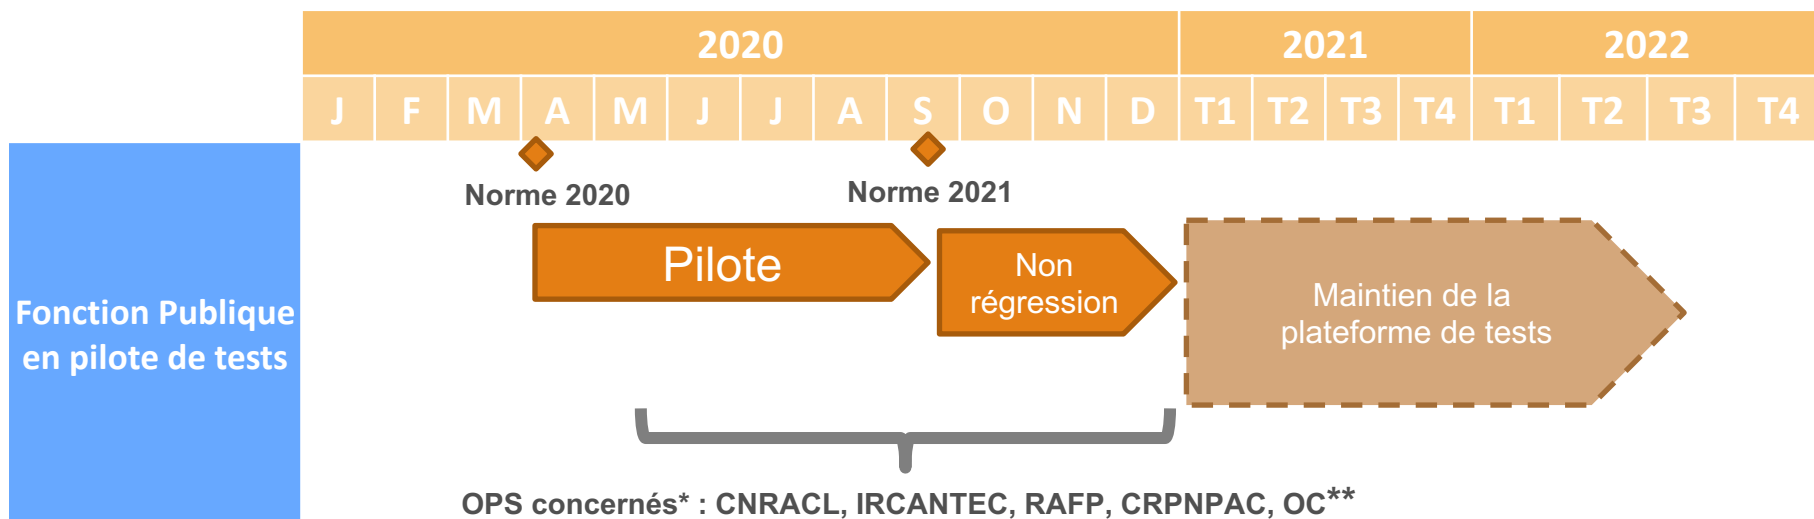 2020 2021 2022
J F M A M J J A S O N D T1 T2 T3 T4 T1 T2 T3 T4
Norme 2020
Norme 2021
Pilote
Non
régression
Maintien de la
plateforme de tests
Fonction Publique
en pilote de tests
OPS concernés* : CNRACL, IRCANTEC, RAFP, CRPNPAC, OC**